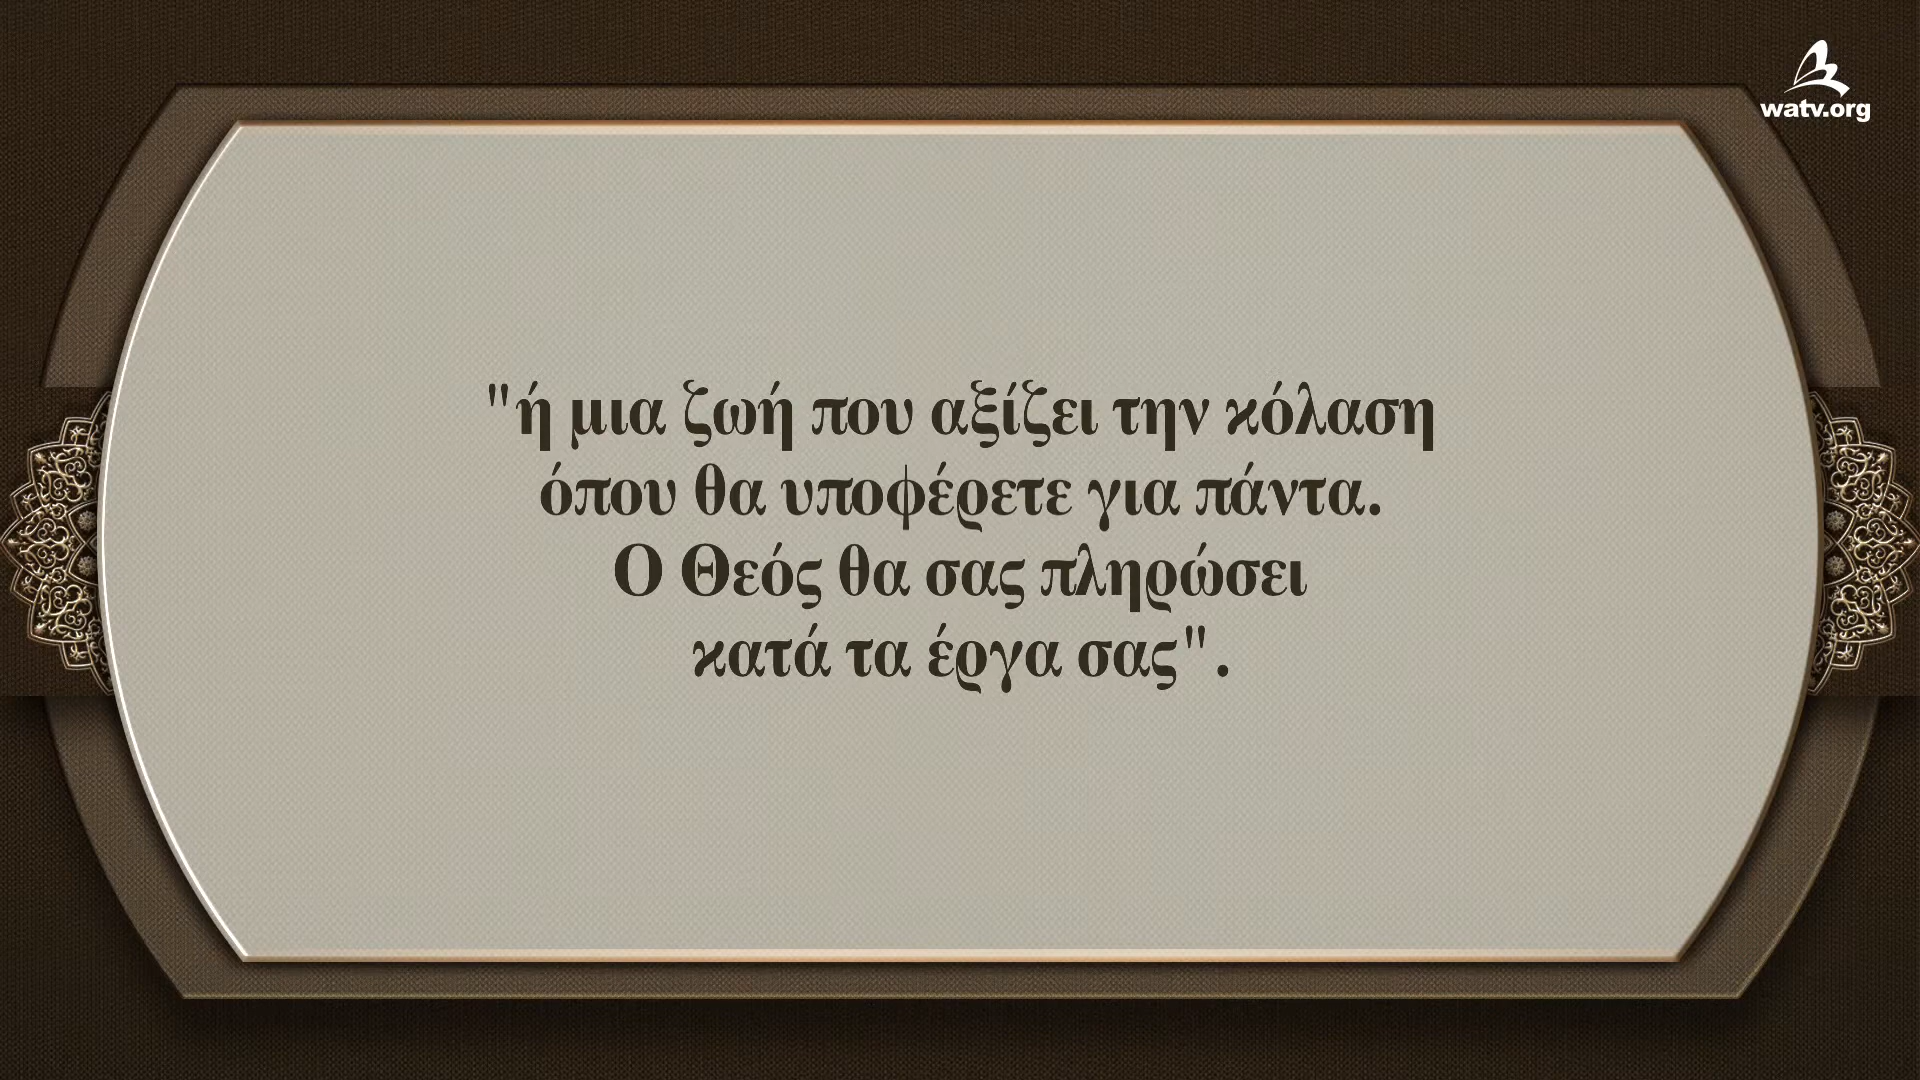 watv.org
"ή μια ζωή που αξίζει την κόλαση
όπου θα υποφέρετε για πάντα.
Ο Θεός θα σας πληρώσει
κατά τα έργα σας".